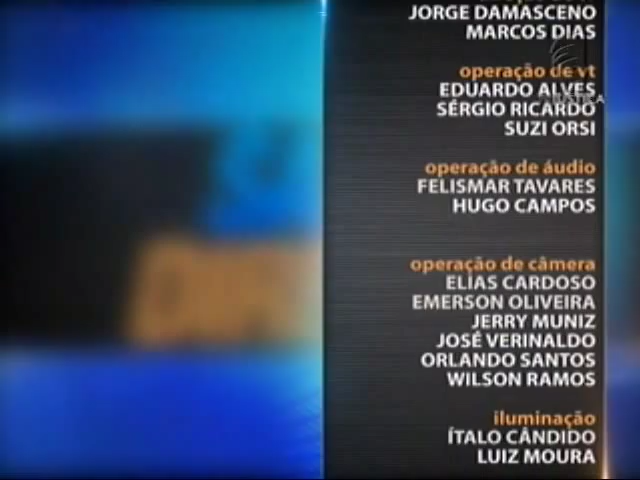 JORGE DAMASCENO
MARCOS DIAS
operação de vt
EDUARDO ALVES
SÉRGIO RICARDO
SUZI ORSI
operação de áudio
FELISMAR TAVARES
HUGO CAMPOS
operação de câmera
ELIAS CARDOSO
EMERSON OLIVEIRA
JERRY MUNIZ
JOSÉ VERINALDO
ORLANDO SANTOS
WILSON RAMOS
iluminação
ÍTALO CÂNDIDO
LUIZ MOURA